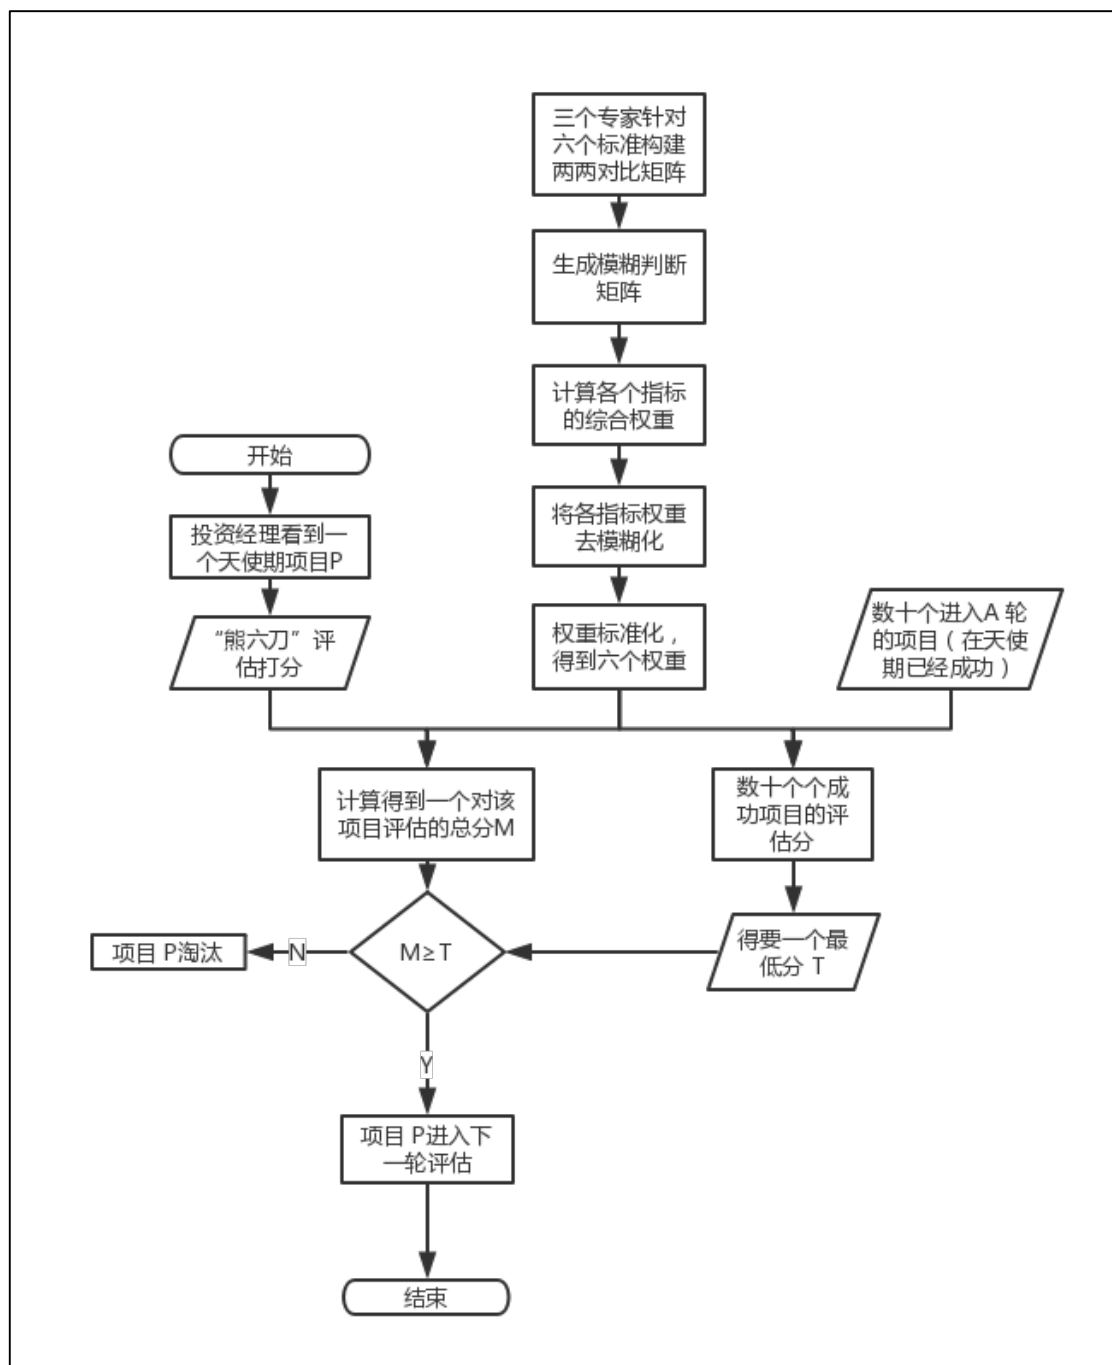 三个专家针对
六个标准构建
两两对比矩阵
生成模糊判断
矩阵
计算各个指标
的综合权重
开始
将各指标权重
去模糊化
投资经理看到一
个天使期项目P
“熊六刀”评
估打分
权重标准化，
得到六个权重
数十个进入A 轮
的项目（在天使
期已经成功）
计算得到一个对该
项目评估的总分M
数十个个成
功项目的评
估分
M≥T
N
项目 P淘汰
得要一个最
低分 T
Y
项目 P进入下
一轮评估
结束